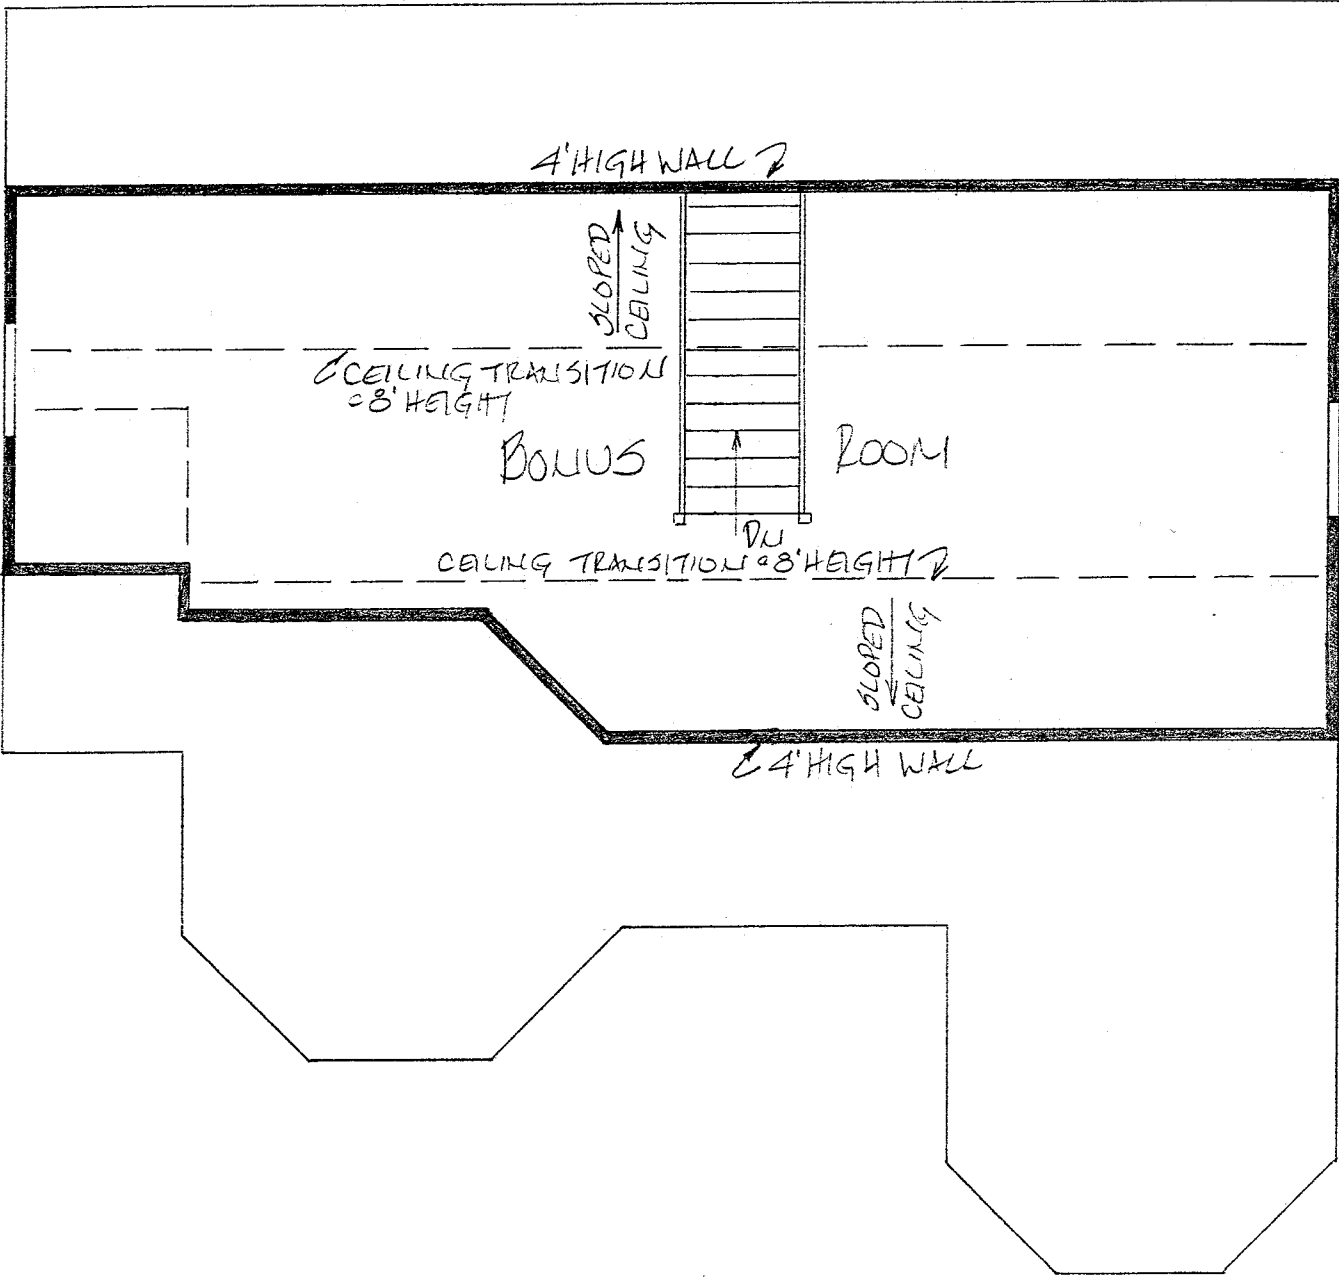 4' HIGH WALL
SLOPED
CEILING
CEILING TRANSITION
@ 8' HEIGHT
BONUS ROOM
DN
CEILING TRANSITION @ 8' HEIGHT
SLOPED
CEILING
4' HIGH WALL